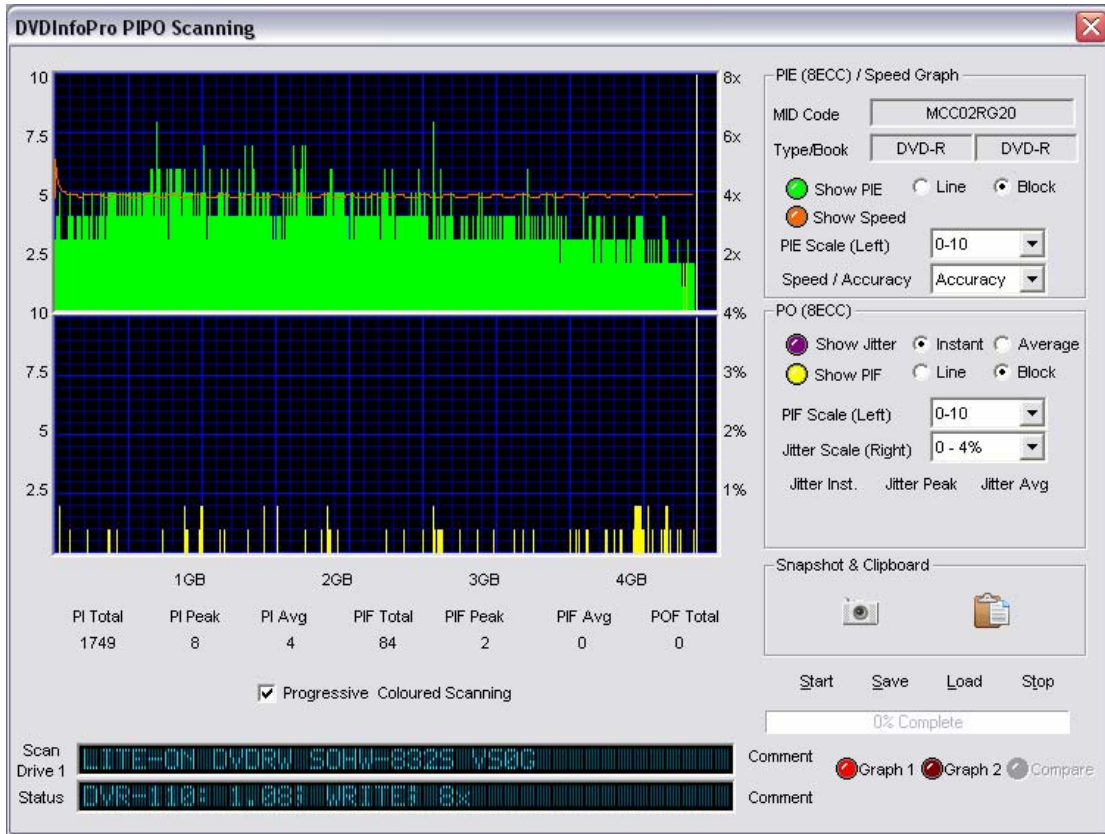 DVDInfoPro PIPO Scanning
10
7.5
5
2.5
8x
6x
4x
2x
PIE (8ECC) / Speed Graph
MID Code MCC02RG20
Type/Book DVD-R DVD-R
Show PIE Line Block
Show Speed
PIE Scale (Left) 0-10
Speed / Accuracy Accuracy
10
7.5
5
2.5
4%
3%
2%
1%
PO (8ECC)
Show Jitter Instant Average
Show PIF Line Block
PIF Scale (Left) 0-10
Jitter Scale (Right) 0 - 4%
Jitter Inst. Jitter Peak Jitter Avg
1GB 2GB 3GB 4GB
PI Total PI Peak PI Avg PIF Total PIF Peak PIF Avg POF Total
1749 8 4 84 2 0 0
Progressive Coloured Scanning
Snapshot & Clipboard
Start Save Load Stop
0% Complete
Scan Drive 1 LITE-ON DVDRW SOHW-832S VS0G Comment
Graph 1 Graph 2 Compare
Status DVR-110; 1.08; WRITE; 8x Comment